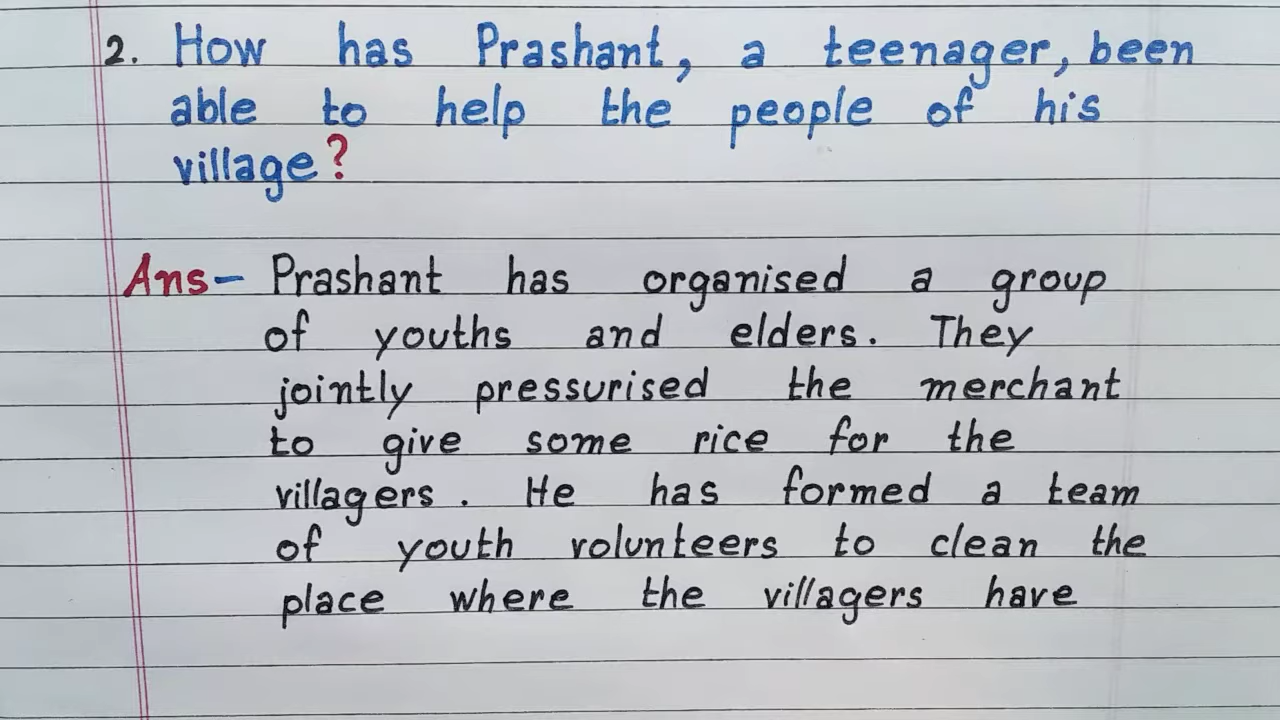 2. How has Prashant, a teenager, been
able to help the people of his
village?
Ans- Prashant has organised a group
of youths and elders. They
jointly pressurised the merchant
to give some rice for the
villagers. He has formed a team
of youth volunteers to clean the
place where the villagers have